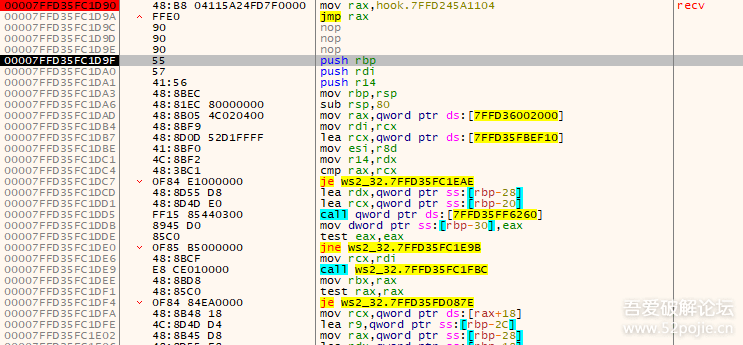 00007FFD35FC1D90 48:B8 04115A24FD7F0000 mov rax,hook.7FFD245A1104 recv
00007FFD35FC1D9A FFE0 jmp rax
00007FFD35FC1D9C 90 nop
00007FFD35FC1D9D 90 nop
00007FFD35FC1D9E 90 nop
00007FFD35FC1D9F 55 push rbp
00007FFD35FC1DA0 57 push rdi
00007FFD35FC1DA1 41:56 push r14
00007FFD35FC1DA3 48:8BEC mov rbp,rsp
00007FFD35FC1DA6 48:81EC 80000000 sub rsp,80
00007FFD35FC1DAD 48:8B05 4C020400 mov rax,qword ptr ds:[7FFD36002000]
00007FFD35FC1DB4 48:8BF9 mov rdi,rcx
00007FFD35FC1DB7 48:8D0D 52D1FFFF lea rcx,qword ptr ds:[7FFD35FBEF10]
00007FFD35FC1DBE 41:8BF0 mov esi,r8d
00007FFD35FC1DC1 4C:8BF2 mov r14,rdx
00007FFD35FC1DC4 48:3BC1 cmp rax,rcx
00007FFD35FC1DC7 0F84 E1000000 je ws2_32.7FFD35FC1EAE
00007FFD35FC1DCD 48:8D55 D8 lea rdx,qword ptr ss:[rbp-28]
00007FFD35FC1DD1 48:8D4D E0 lea rcx,qword ptr ss:[rbp-20]
00007FFD35FC1DD5 FF15 85440300 call qword ptr ds:[7FFD35FF6260]
00007FFD35FC1DDB 8945 D0 mov dword ptr ss:[rbp-30],eax
00007FFD35FC1DDE 85C0 test eax,eax
00007FFD35FC1DE0 0F85 B5000000 jne ws2_32.7FFD35FC1E9B
00007FFD35FC1DE6 48:8BCF mov rcx,rdi
00007FFD35FC1DE9 E8 CE010000 call ws2_32.7FFD35FC1FBC
00007FFD35FC1DEE 48:8BD8 mov rbx,rax
00007FFD35FC1DF1 48:85C0 test rax,rax
00007FFD35FC1DF4 0F84 84EA0000 je ws2_32.7FFD35FD087E
00007FFD35FC1DFA 48:8B48 18 mov rcx,qword ptr ds:[rax+18]
00007FFD35FC1DFE 4C:8D4D D4 lea r9,qword ptr ss:[rbp-2C]
00007FFD35FC1E02 48:8B45 D8 mov rax,qword ptr ss:[rbp-28]
吾爱破解论坛
www.52pojie.cn